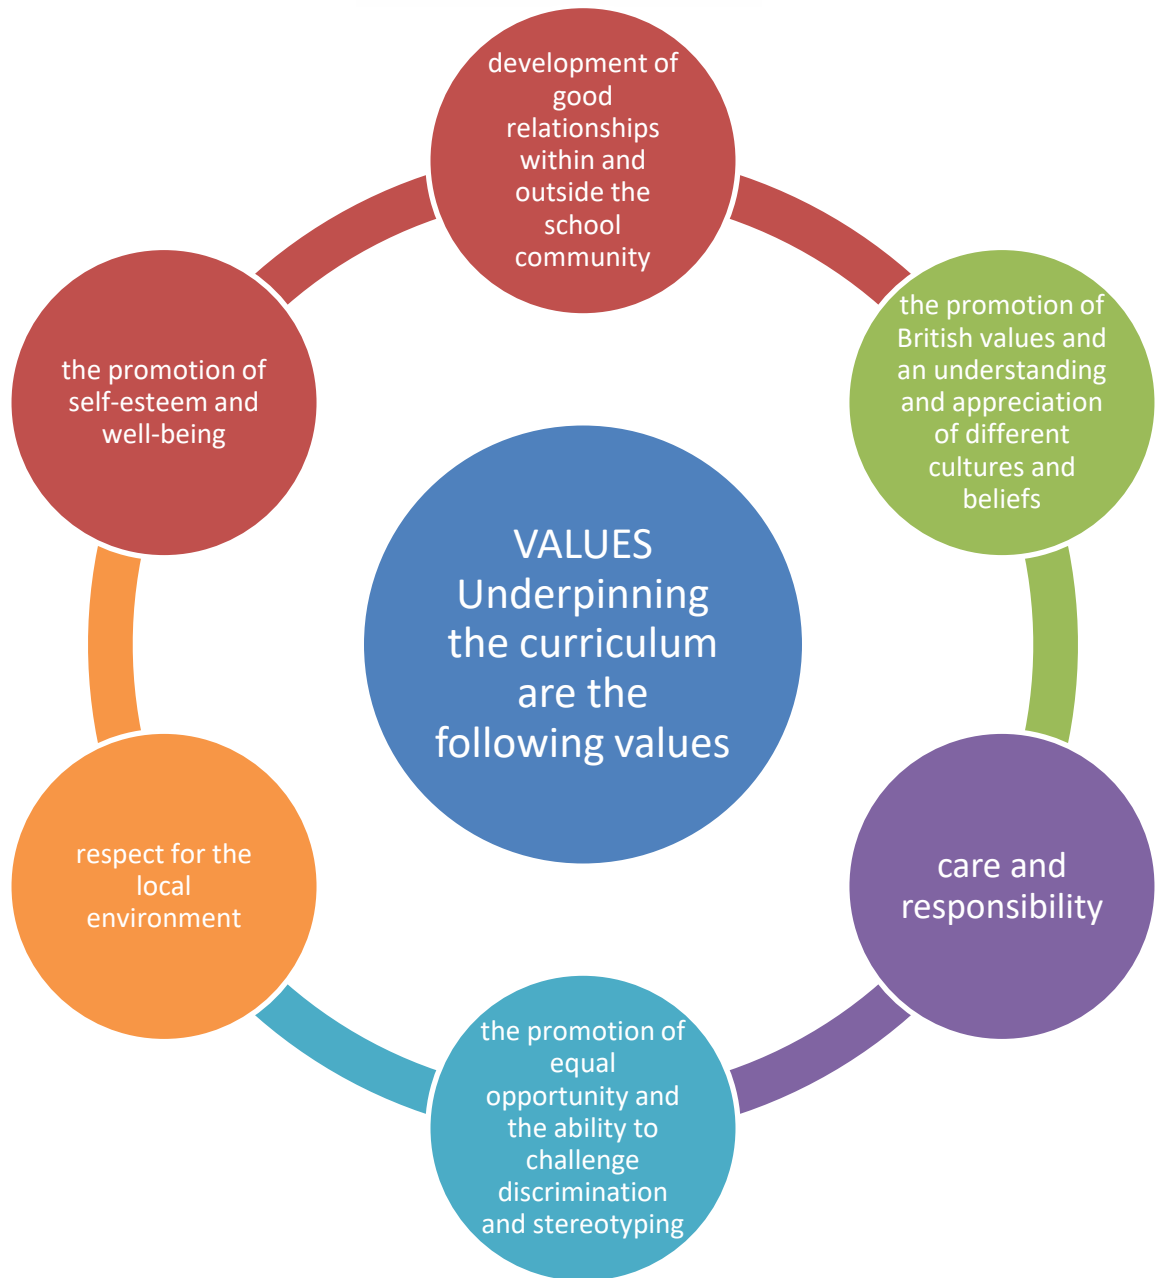 development of
good
relationships
within and
outside the
school
community
the promotion of
British values and
an understanding
and appreciation
of different
cultures and
beliefs
care and
responsibility
the promotion of
equal
opportunity and
the ability to
challenge
discrimination
and stereotyping
respect for the
local
environment
the promotion of
self-esteem and
well-being
VALUES
Underpinning
the curriculum
are the
following values